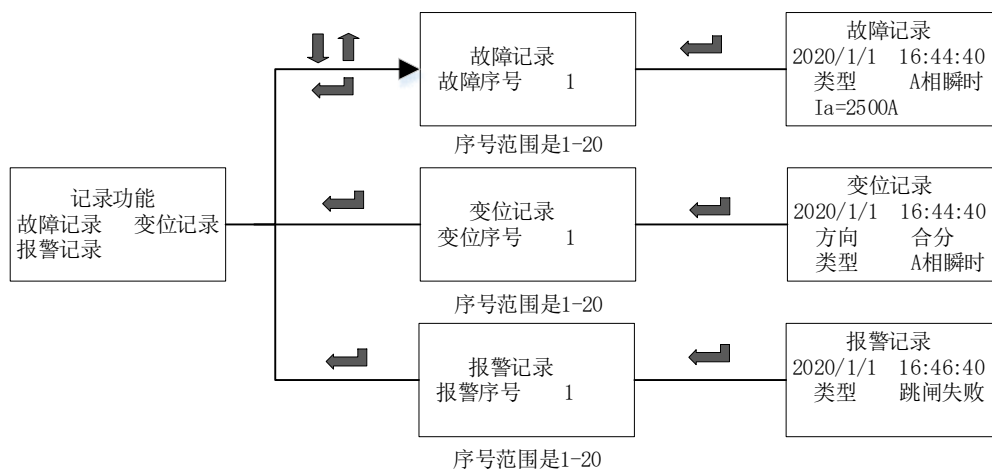 记录功能
故障记录 变位记录
报警记录
故障记录
故障序号 1
序号范围是1-20
故障记录
2020/1/1 16:44:40
类型 A相瞬时
Ia=2500A
变位记录
变位序号 1
序号范围是1-20
变位记录
2020/1/1 16:44:40
方向 合分
类型 A相瞬时
报警记录
报警序号 1
序号范围是1-20
报警记录
2020/1/1 16:46:40
类型 跳闸失败